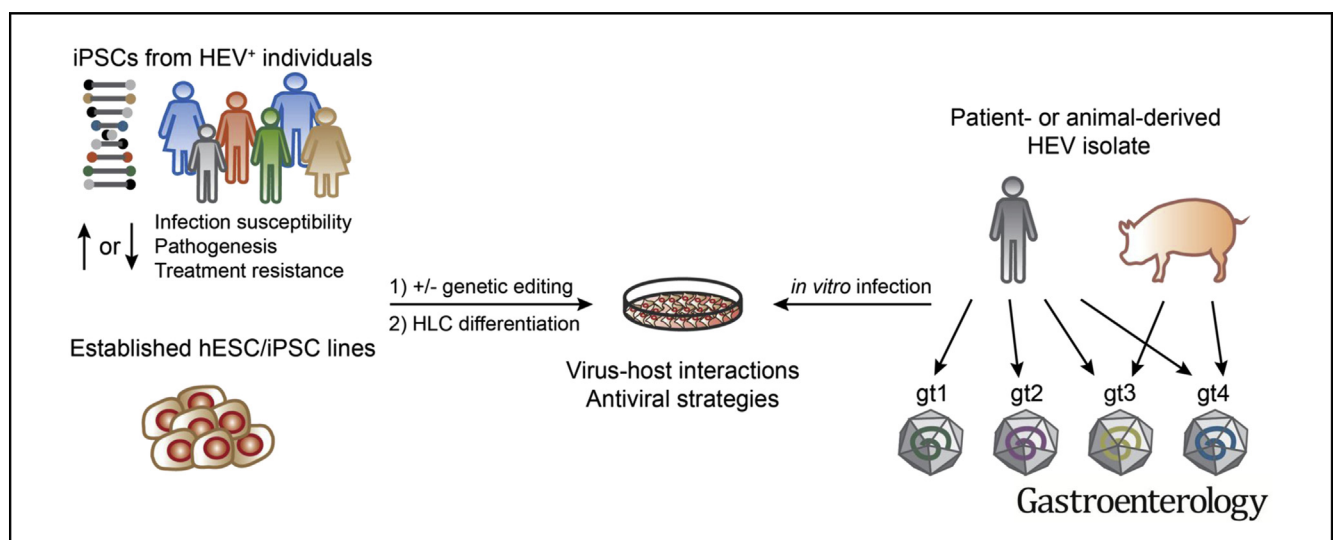 iPSCs from HEV⁺ individuals
↑ or ↓
Infection susceptibility
Pathogenesis
Treatment resistance
Established hESC/iPSC lines
1) +/- genetic editing
2) HLC differentiation
Virus-host interactions
Antiviral strategies
in vitro infection
Patient- or animal-derived
HEV isolate
gt1 gt2 gt3 gt4
Gastroenterology